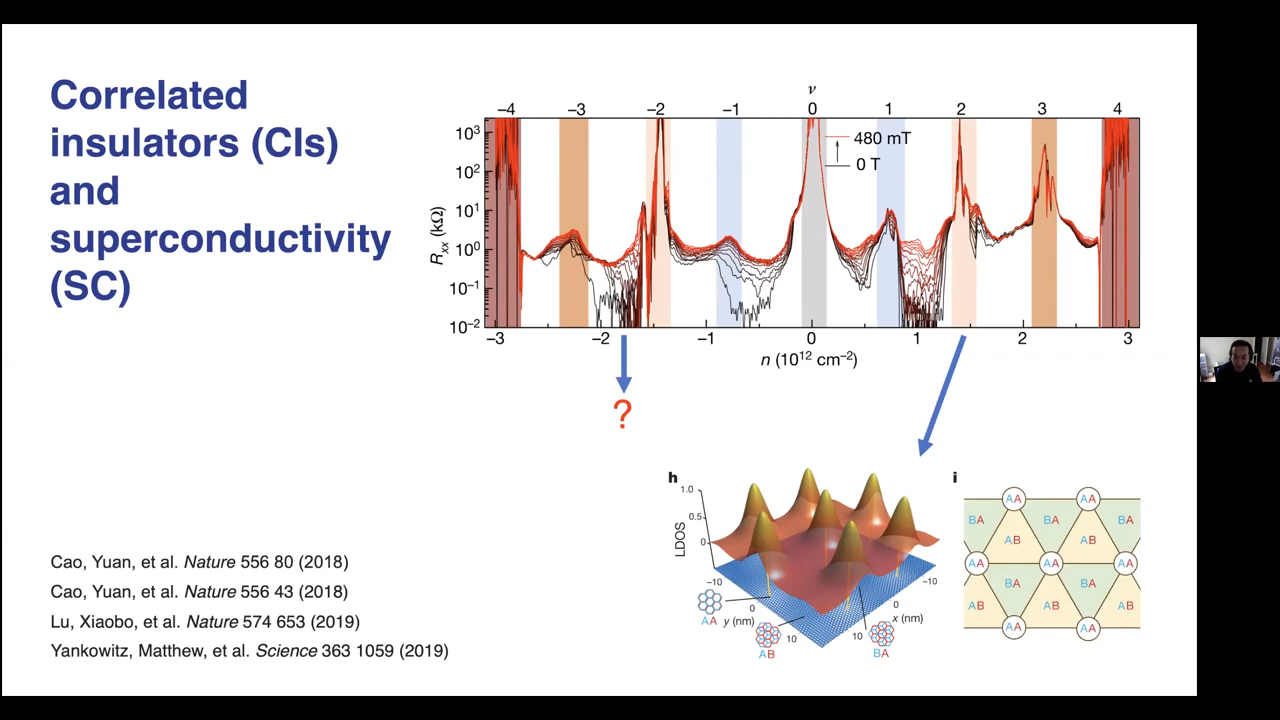 Correlated
insulators (CIs)
and
superconductivity
(SC)
ν
−4 −3 −2 −1 0 1 2 3 4
10³
10²
10¹
10⁰
10⁻¹
10⁻²
Rxx (kΩ)
480 mT
0 T
−3 −2 −1 0 1 2 3
n (10¹² cm⁻²)
?
h
1.0
0.5
0
LDOS
−10
0
10
y (nm)
−10
0
10
x (nm)
AA
AB
BA
i
AA AA
BA BA BA
AB AB
AA AA AA
BA BA
AB AB AB
AA AA
Cao, Yuan, et al. Nature 556 80 (2018)
Cao, Yuan, et al. Nature 556 43 (2018)
Lu, Xiaobo, et al. Nature 574 653 (2019)
Yankowitz, Matthew, et al. Science 363 1059 (2019)